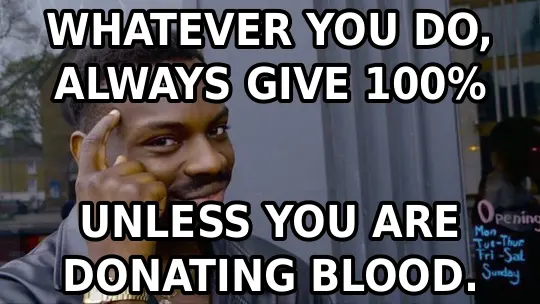 WHATEVER YOU DO,
ALWAYS GIVE 100%
UNLESS YOU ARE
DONATING BLOOD.
Opening
Mon
Tue-Thur
Fri-Sat
Sunday